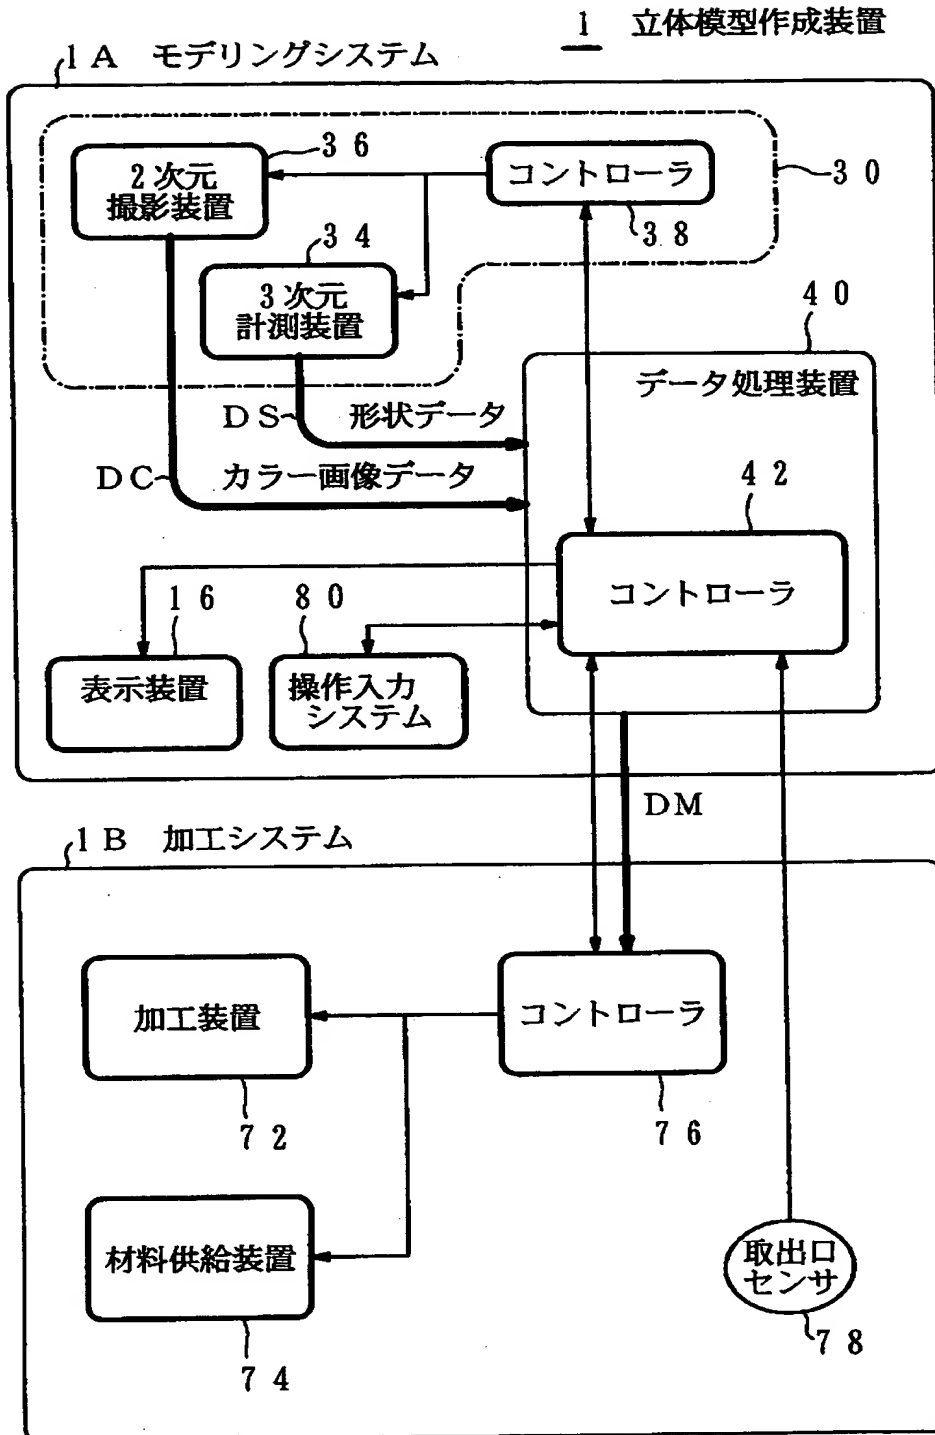 1 立体模型作成装置
1A モデリングシステム
36
2次元
撮影装置
コントローラ
30
38
34
3次元
計測装置
40
データ処理装置
DS 形状データ
DC カラー画像データ
42
コントローラ
16
80
表示装置
操作入力
システム
DM
1B 加工システム
加工装置
コントローラ
72
76
材料供給装置
取出口
センサ
74
78